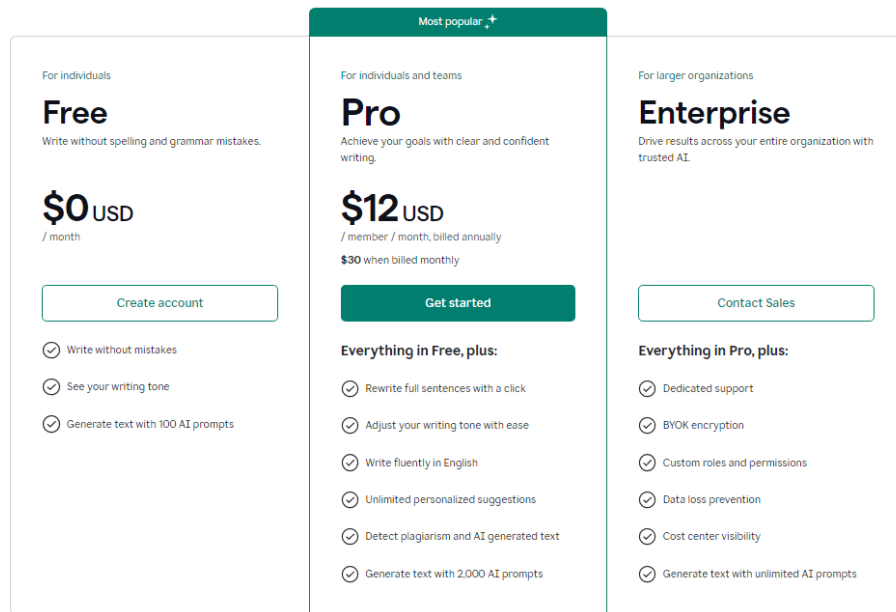 Most popular
For individuals
Free
Write without spelling and grammar mistakes.
$0 USD
/ month
Create account
Write without mistakes
See your writing tone
Generate text with 100 AI prompts
For individuals and teams
Pro
Achieve your goals with clear and confident
writing.
$12 USD
/ member / month, billed annually
$30 when billed monthly
Get started
Everything in Free, plus:
Rewrite full sentences with a click
Adjust your writing tone with ease
Write fluently in English
Unlimited personalized suggestions
Detect plagiarism and AI generated text
Generate text with 2,000 AI prompts
For larger organizations
Enterprise
Drive results across your entire organization with
trusted AI.
Contact Sales
Everything in Pro, plus:
Dedicated support
BYOK encryption
Custom roles and permissions
Data loss prevention
Cost center visibility
Generate text with unlimited AI prompts